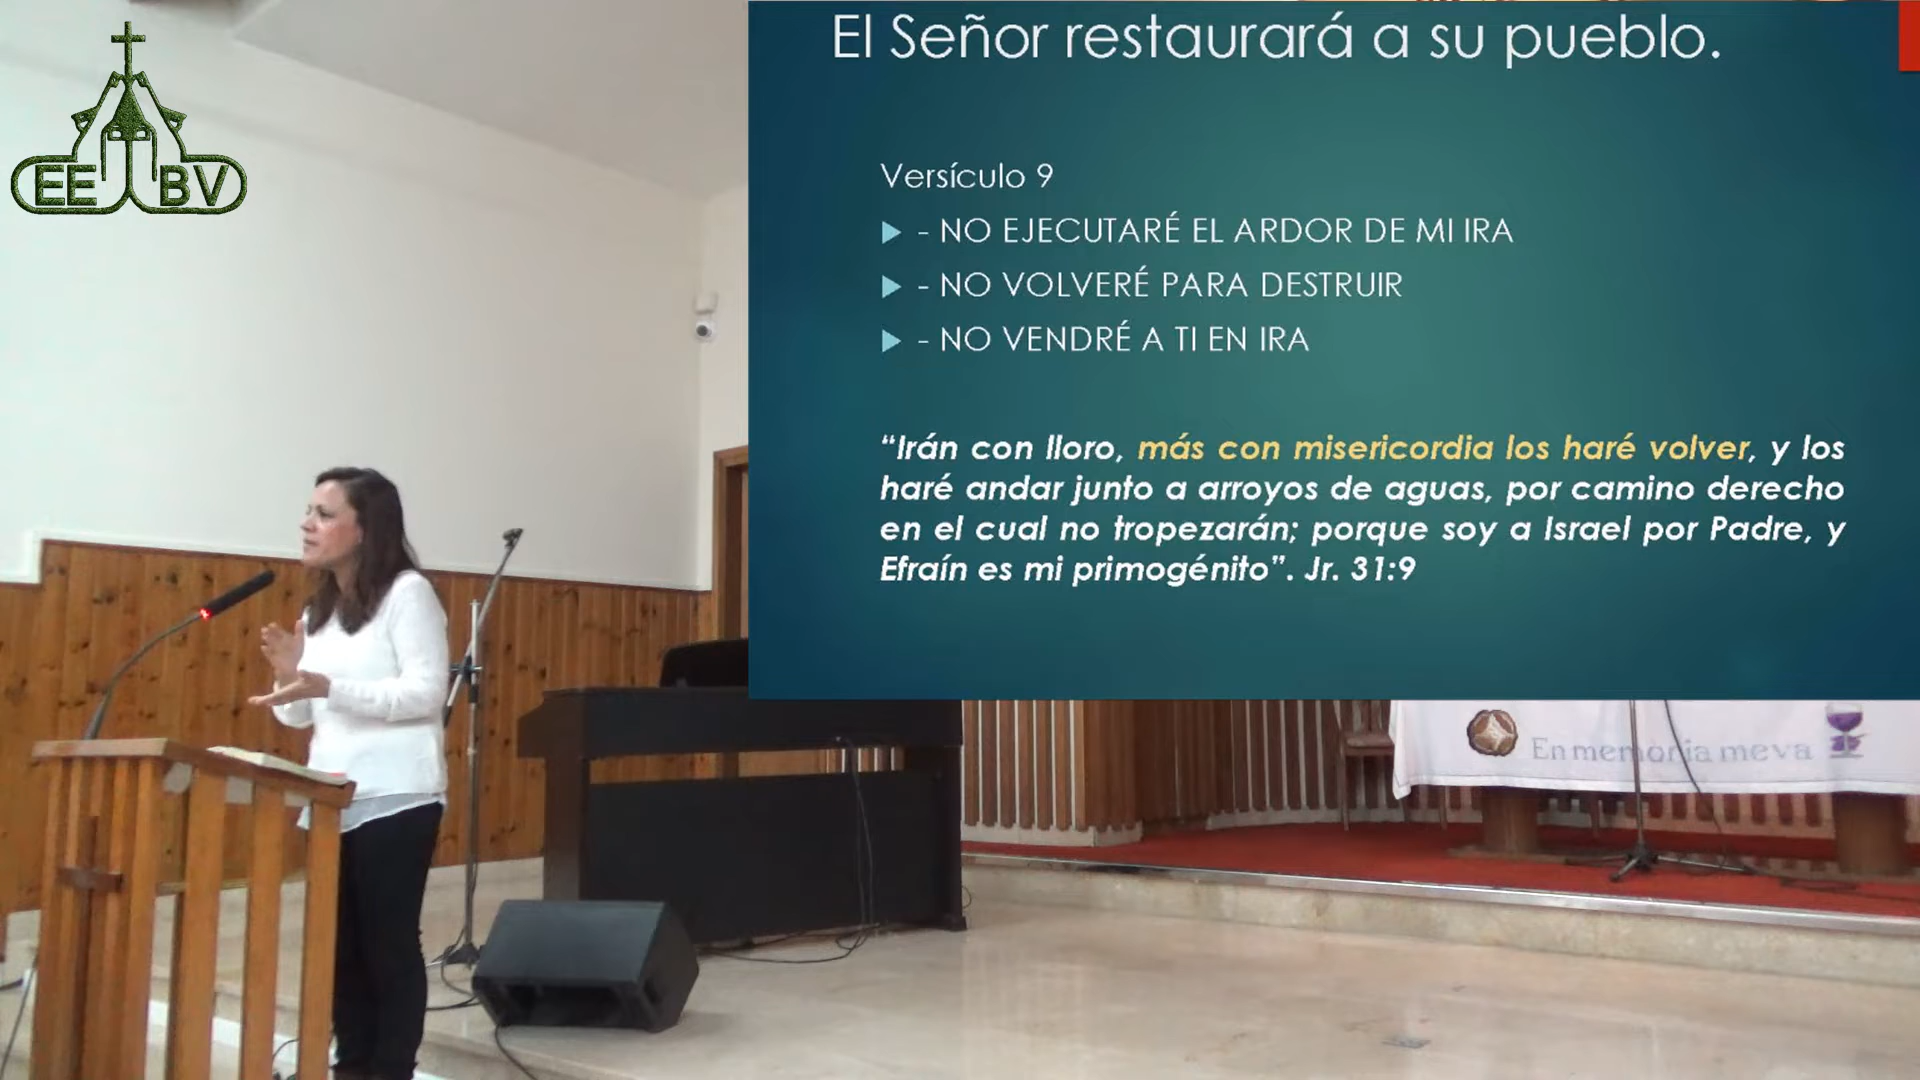 EE BV
El Señor restaurará a su pueblo.
Versículo 9
- NO EJECUTARÉ EL ARDOR DE MI IRA
- NO VOLVERÉ PARA DESTRUIR
- NO VENDRÉ A TI EN IRA
“Irán con lloro, más con misericordia los haré volver, y los
haré andar junto a arroyos de aguas, por camino derecho
en el cual no tropezarán; porque soy a Israel por Padre, y
Efraín es mi primogénito”. Jr. 31:9
En memoria meva